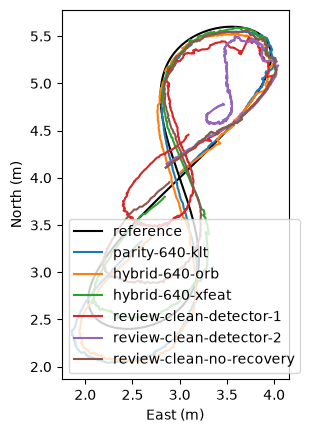 5.5
5.0
4.5
4.0
3.5
3.0
2.5
2.0
North (m)
reference
parity-640-klt
hybrid-640-orb
hybrid-640-xfeat
review-clean-detector-1
review-clean-detector-2
review-clean-no-recovery
2.0 2.5 3.0 3.5 4.0
East (m)